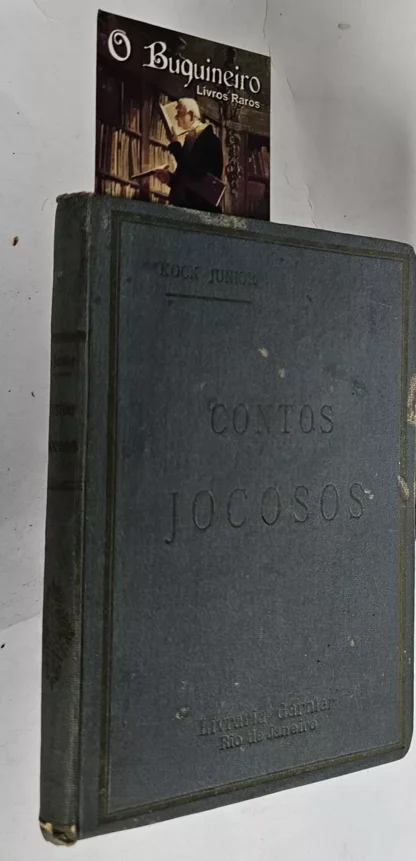 O Buquineiro
Livros Raros
KOCK JUNIOR
CONTOS
JOCOSOS
Livraria Garnier
Rio de Janeiro